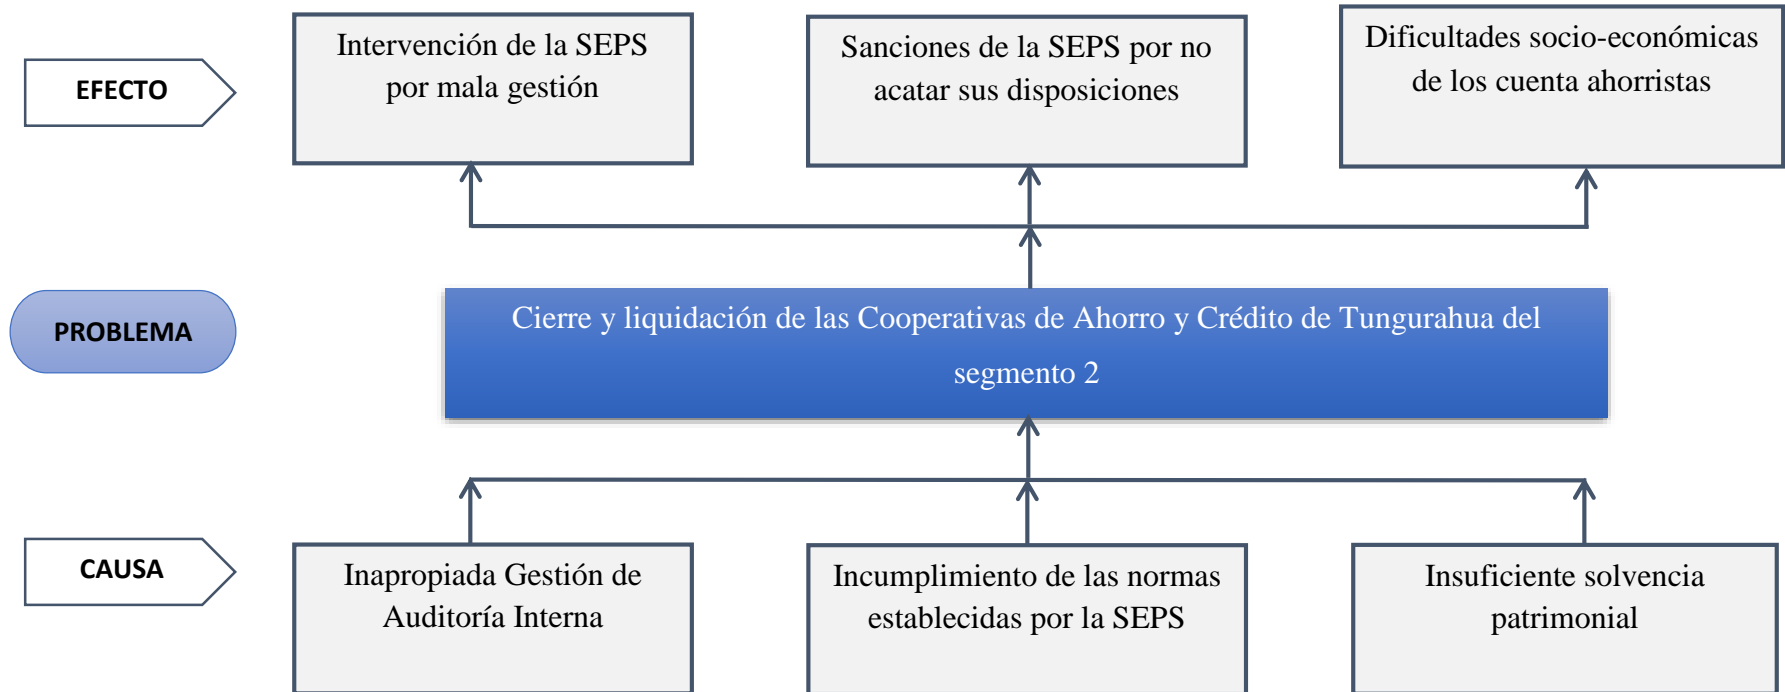 EFECTO
Intervención de la SEPS
por mala gestión
Sanciones de la SEPS por no
acatar sus disposiciones
Dificultades socio-económicas
de los cuenta ahorristas
PROBLEMA
Cierre y liquidación de las Cooperativas de Ahorro y Crédito de Tungurahua del
segmento 2
CAUSA
Inapropiada Gestión de
Auditoría Interna
Incumplimiento de las normas
establecidas por la SEPS
Insuficiente solvencia
patrimonial